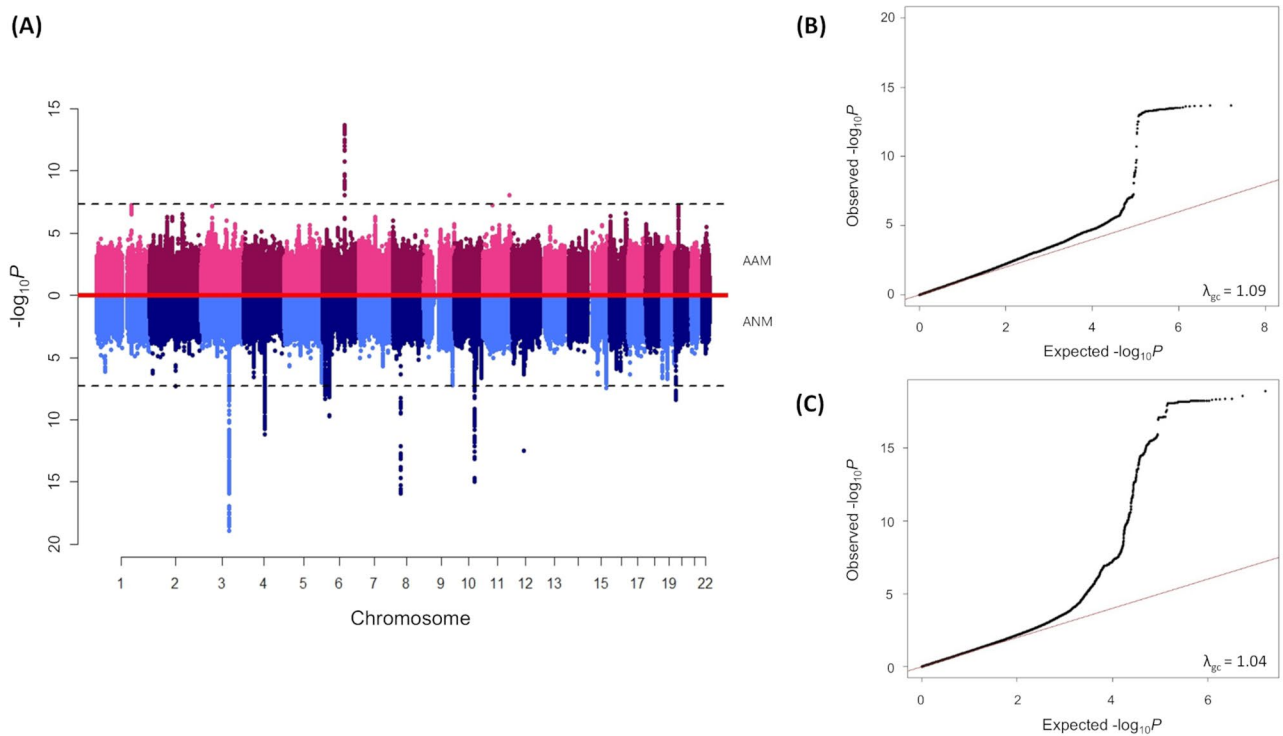 (A)
15
10
5
0
5
10
15
20
-log10P
AAM
ANM
1 2 3 4 5 6 7 8 9 10 11 12 13 15 17 19 22
Chromosome
(B)
20
15
10
5
0
Observed -log10P
λgc = 1.09
0 2 4 6 8
Expected -log10P
(C)
15
10
5
0
Observed -log10P
λgc = 1.04
0 2 4 6
Expected -log10P